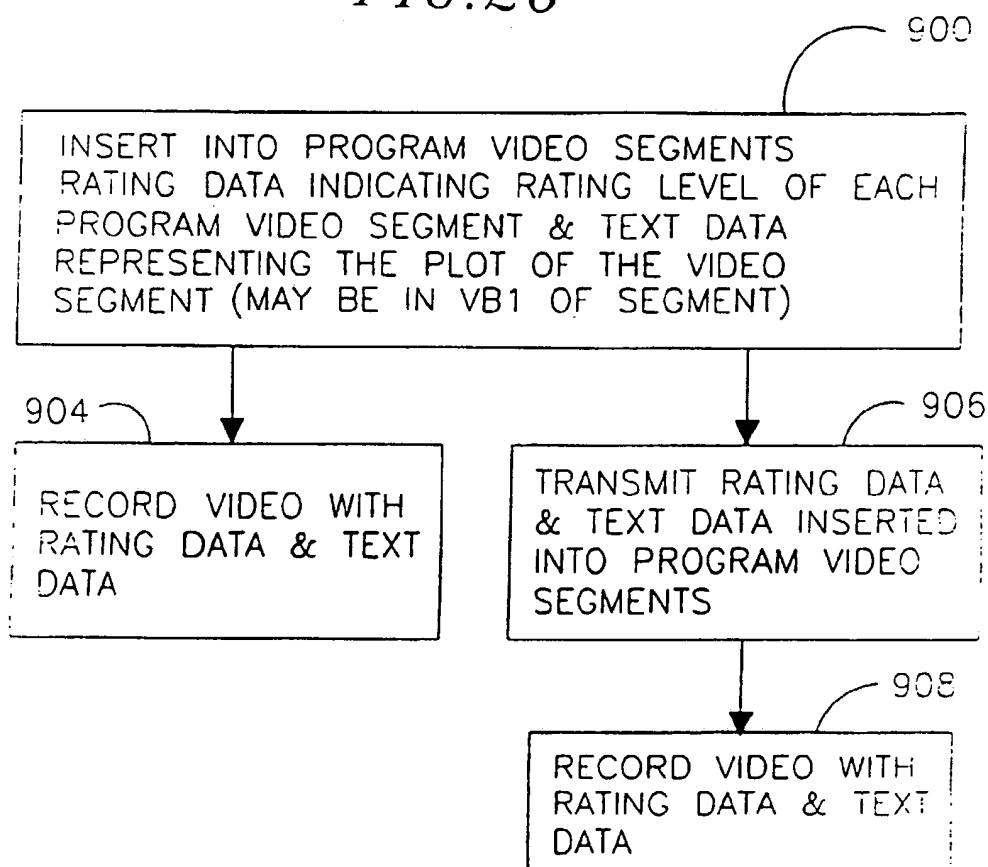 FIG.26
900
INSERT INTO PROGRAM VIDEO SEGMENTS
RATING DATA INDICATING RATING LEVEL OF EACH
PROGRAM VIDEO SEGMENT & TEXT DATA
REPRESENTING THE PLOT OF THE VIDEO
SEGMENT (MAY BE IN VB1 OF SEGMENT)
904
RECORD VIDEO WITH
RATING DATA & TEXT
DATA
906
TRANSMIT RATING DATA
& TEXT DATA INSERTED
INTO PROGRAM VIDEO
SEGMENTS
908
RECORD VIDEO WITH
RATING DATA & TEXT
DATA